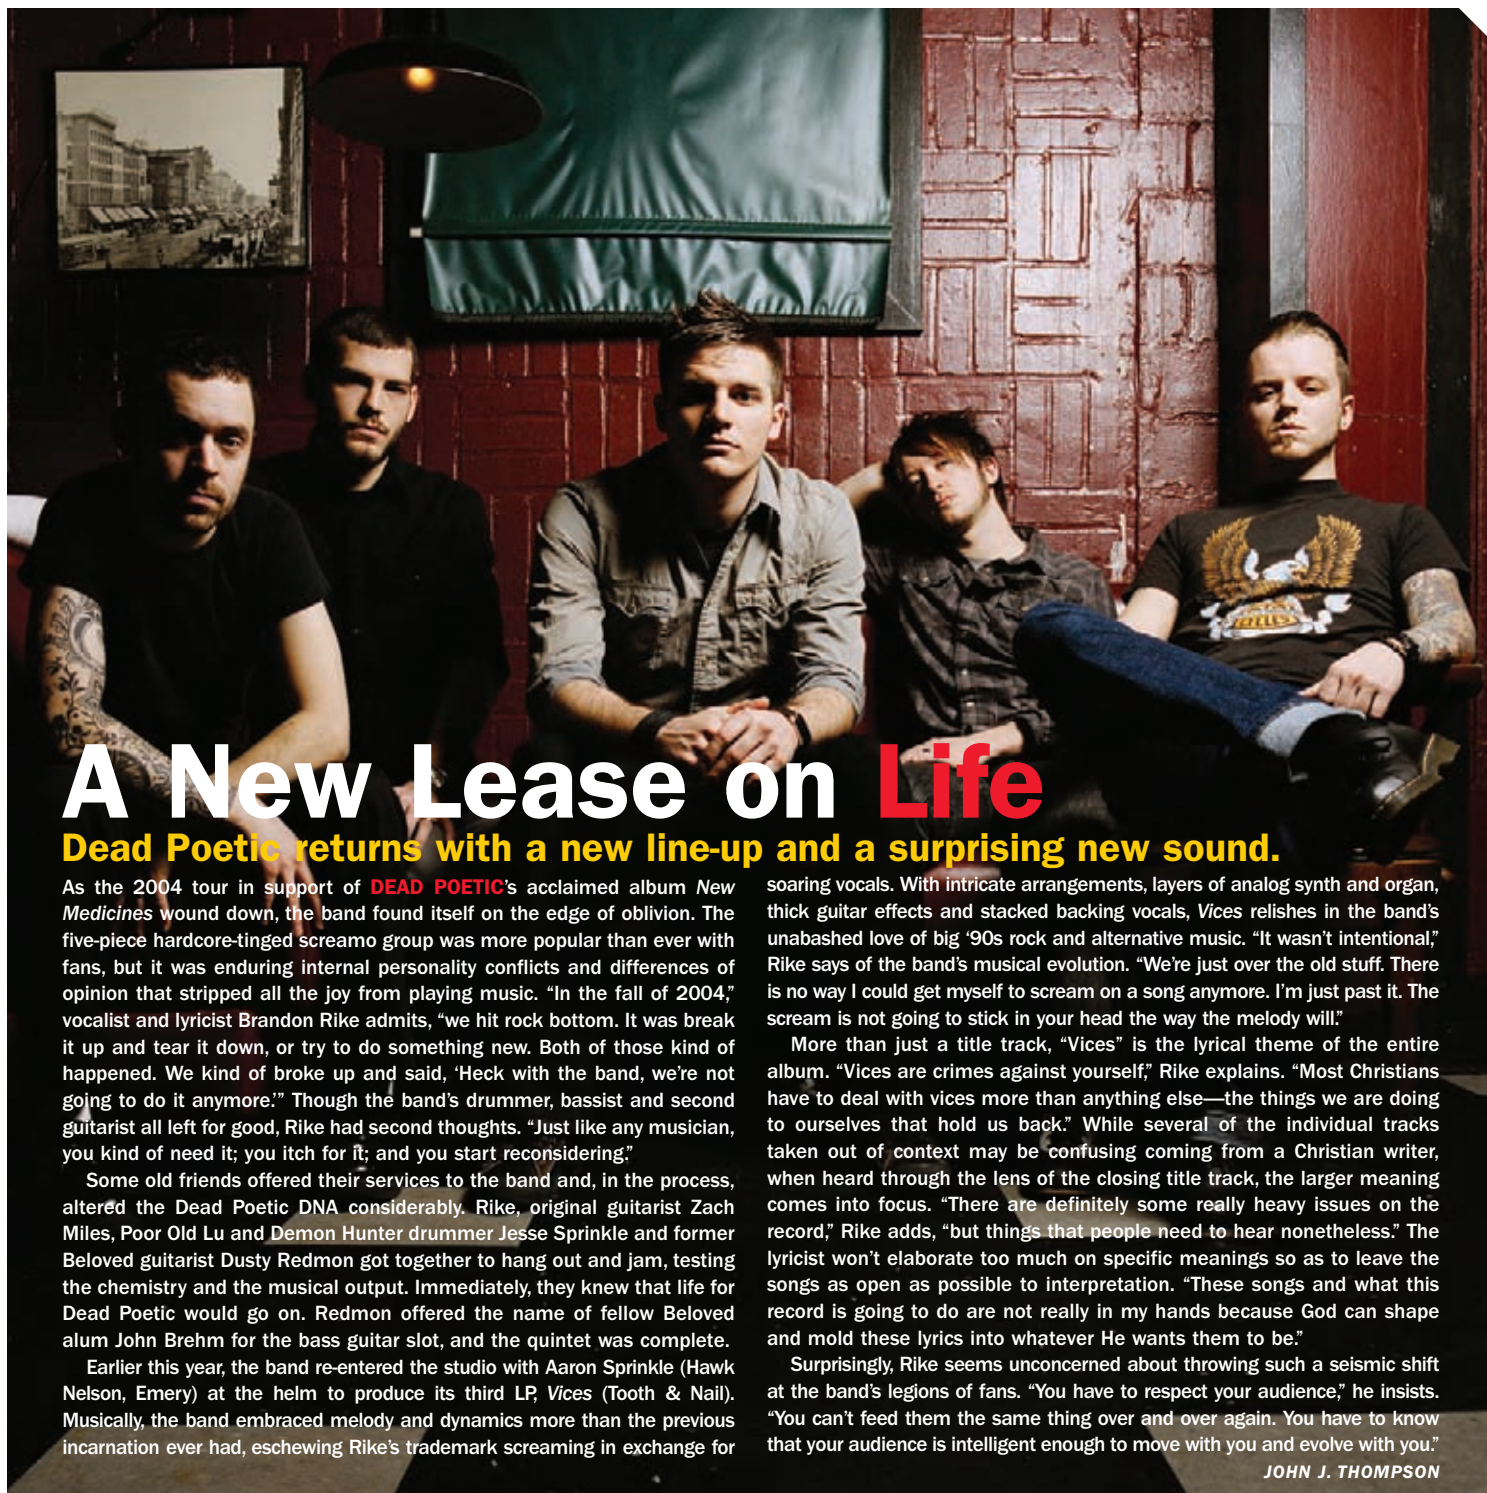 A New Lease on Life
Dead Poetic returns with a new line-up and a surprising new sound.
As the 2004 tour in support of DEAD POETIC's acclaimed album New
Medicines wound down, the band found itself on the edge of oblivion. The
five-piece hardcore-tinged screamo group was more popular than ever with
fans, but it was enduring internal personality conflicts and differences of
opinion that stripped all the joy from playing music. “In the fall of 2004,”
vocalist and lyricist Brandon Rike admits, “we hit rock bottom. It was break
it up and tear it down, or try to do something new. Both of those kind of
happened. We kind of broke up and said, ‘Heck with the band, we’re not
going to do it anymore.’” Though the band’s drummer, bassist and second
guitarist all left for good, Rike had second thoughts. “Just like any musician,
you kind of need it; you itch for it; and you start reconsidering.”
Some old friends offered their services to the band and, in the process,
altered the Dead Poetic DNA considerably. Rike, original guitarist Zach
Miles, Poor Old Lu and Demon Hunter drummer Jesse Sprinkle and former
Beloved guitarist Dusty Redmon got together to hang out and jam, testing
the chemistry and the musical output. Immediately, they knew that life for
Dead Poetic would go on. Redmon offered the name of fellow Beloved
alum John Brehm for the bass guitar slot, and the quintet was complete.
Earlier this year, the band re-entered the studio with Aaron Sprinkle (Hawk
Nelson, Emery) at the helm to produce its third LP, Vices (Tooth & Nail).
Musically, the band embraced melody and dynamics more than the previous
incarnation ever had, eschewing Rike’s trademark screaming in exchange for
soaring vocals. With intricate arrangements, layers of analog synth and organ,
thick guitar effects and stacked backing vocals, Vices relishes in the band’s
unabashed love of big ‘90s rock and alternative music. “It wasn’t intentional,”
Rike says of the band’s musical evolution. “We’re just over the old stuff. There
is no way I could get myself to scream on a song anymore. I’m just past it. The
scream is not going to stick in your head the way the melody will.”
More than just a title track, “Vices” is the lyrical theme of the entire
album. “Vices are crimes against yourself,” Rike explains. “Most Christians
have to deal with vices more than anything else—the things we are doing
to ourselves that hold us back.” While several of the individual tracks
taken out of context may be confusing coming from a Christian writer,
when heard through the lens of the closing title track, the larger meaning
comes into focus. “There are definitely some really heavy issues on the
record,” Rike adds, “but things that people need to hear nonetheless.” The
lyricist won’t elaborate too much on specific meanings so as to leave the
songs as open as possible to interpretation. “These songs and what this
record is going to do are not really in my hands because God can shape
and mold these lyrics into whatever He wants them to be.”
Surprisingly, Rike seems unconcerned about throwing such a seismic shift
at the band’s legions of fans. “You have to respect your audience,” he insists.
“You can’t feed them the same thing over and over again. You have to know
that your audience is intelligent enough to move with you and evolve with you.”
JOHN J. THOMPSON